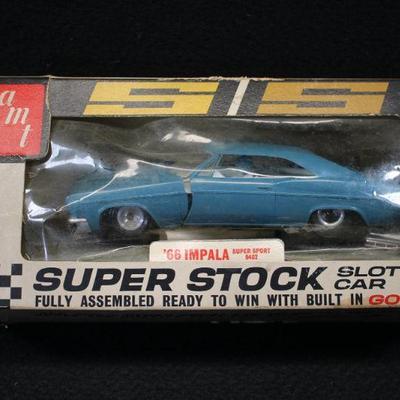 amt
SS
'66 IMPALA SUPER SPORT
6402
SUPER STOCK SLOT CAR
FULLY ASSEMBLED READY TO WIN WITH BUILT IN GO